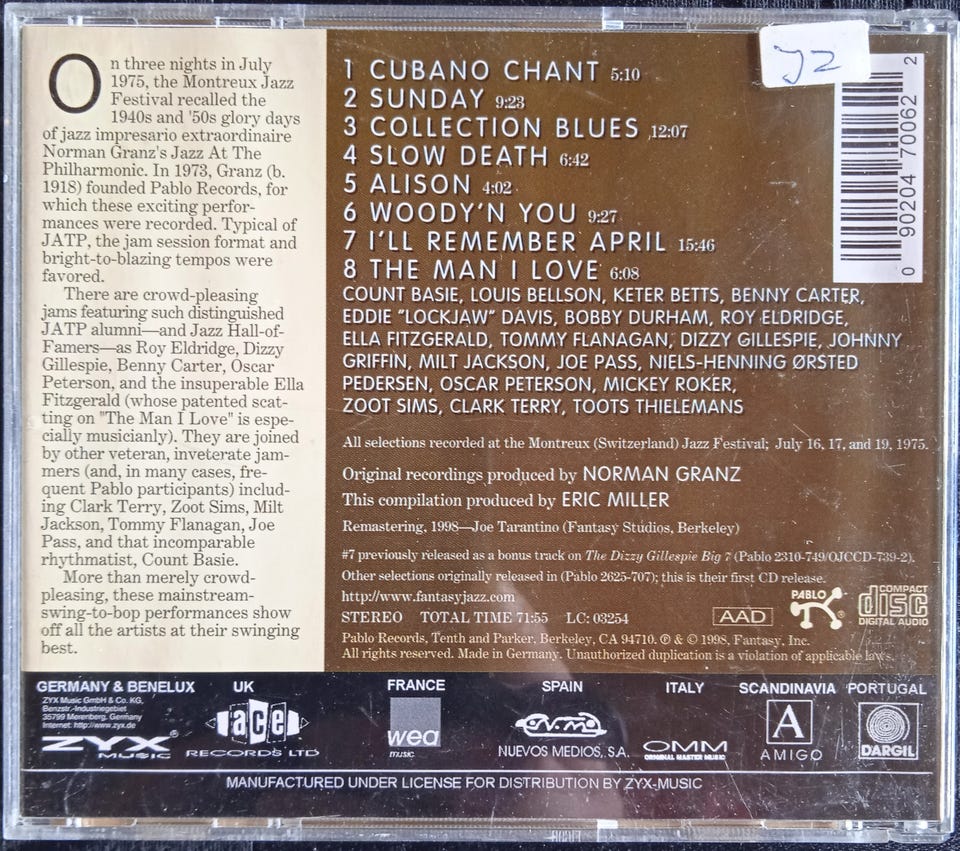 On three nights in July
1975, the Montreux Jazz
Festival recalled the
1940s and '50s glory days
of jazz impresario extraordinaire
Norman Granz's Jazz At The
Philharmonic. In 1973, Granz (b.
1918) founded Pablo Records, for
which these exciting perfor-
mances were recorded. Typical of
JATP, the jam session format and
bright-to-blazing tempos were
favored.
There are crowd-pleasing
jams featuring such distinguished
JATP alumni—and Jazz Hall-of-
Famers—as Roy Eldridge, Dizzy
Gillespie, Benny Carter, Oscar
Peterson, and the insuperable Ella
Fitzgerald (whose patented scat-
ting on "The Man I Love" is espe-
cially musicianly). They are joined
by other veteran, inveterate jam-
mers (and, in many cases, fre-
quent Pablo participants) includ-
ing Clark Terry, Zoot Sims, Milt
Jackson, Tommy Flanagan, Joe
Pass, and that incomparable
rhythmatist, Count Basie.
More than merely crowd-
pleasing, these mainstream-
swing-to-bop performances show
off all the artists at their swinging
best.
1 CUBANO CHANT 5:10
2 SUNDAY 9:23
3 COLLECTION BLUES 12:07
4 SLOW DEATH 6:42
5 ALISON 4:02
6 WOODY'N YOU 9:27
7 I'LL REMEMBER APRIL 15:46
8 THE MAN I LOVE 6:08
COUNT BASIE, LOUIS BELLSON, KETER BETTS, BENNY CARTER,
EDDIE "LOCKJAW" DAVIS, BOBBY DURHAM, ROY ELDRIDGE,
ELLA FITZGERALD, TOMMY FLANAGAN, DIZZY GILLESPIE, JOHNNY
GRIFFIN, MILT JACKSON, JOE PASS, NIELS-HENNING ØRSTED
PEDERSEN, OSCAR PETERSON, MICKEY ROKER,
ZOOT SIMS, CLARK TERRY, TOOTS THIELEMANS
All selections recorded at the Montreux (Switzerland) Jazz Festival; July 16, 17, and 19, 1975.
Original recordings produced by NORMAN GRANZ
This compilation produced by ERIC MILLER
Remastering, 1998—Joe Tarantino (Fantasy Studios, Berkeley)
#7 previously released as a bonus track on The Dizzy Gillespie Big 7 (Pablo 2310-749/OJCCD-739-2).
Other selections originally released in (Pablo 2625-707); this is their first CD release.
http://www.fantasyjazz.com
STEREO TOTAL TIME 71:55 LC: 03254
AAD
PABLO
COMPACT
disc
DIGITAL AUDIO
Pablo Records, Tenth and Parker, Berkeley, CA 94710. ℗ & © 1998, Fantasy, Inc.
All rights reserved. Made in Germany. Unauthorized duplication is a violation of applicable laws.
0 90204 70062 2
GERMANY & BENELUX
ZYX Music GmbH & Co. KG,
Benzstr.-Industriegebiet
35799 Merenberg, Germany
Internet: http://www.zyx.de
ZYX®
MUSIC
UK
ace
RECORDS LTD
FRANCE
wea
music
SPAIN
NUEVOS MEDIOS, S.A.
ITALY
OMM
ORIGINAL MASTER MUSIC
SCANDINAVIA
A
AMIGO
PORTUGAL
DARGIL
MANUFACTURED UNDER LICENSE FOR DISTRIBUTION BY ZYX-MUSIC